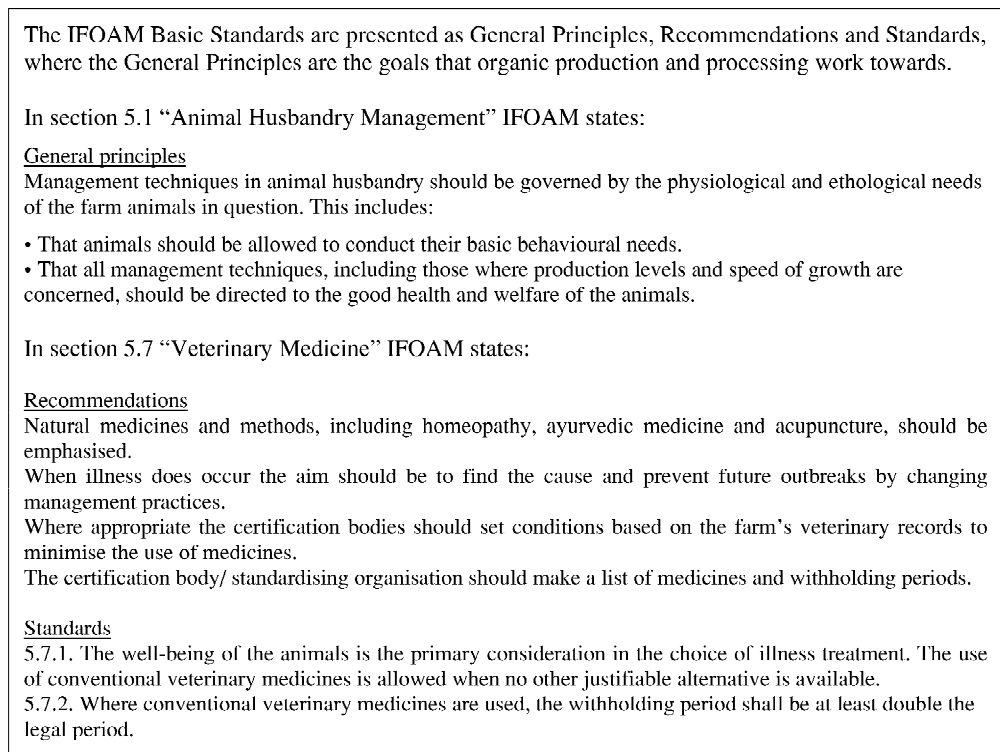 The IFOAM Basic Standards are presented as General Principles, Recommendations and Standards,
where the General Principles are the goals that organic production and processing work towards.
In section 5.1 “Animal Husbandry Management” IFOAM states:
General principles
Management techniques in animal husbandry should be governed by the physiological and ethological needs
of the farm animals in question. This includes:
• That animals should be allowed to conduct their basic behavioural needs.
• That all management techniques, including those where production levels and speed of growth are
concerned, should be directed to the good health and welfare of the animals.
In section 5.7 “Veterinary Medicine” IFOAM states:
Recommendations
Natural medicines and methods, including homeopathy, ayurvedic medicine and acupuncture, should be
emphasised.
When illness does occur the aim should be to find the cause and prevent future outbreaks by changing
management practices.
Where appropriate the certification bodies should set conditions based on the farm’s veterinary records to
minimise the use of medicines.
The certification body/ standardising organisation should make a list of medicines and withholding periods.
Standards
5.7.1. The well-being of the animals is the primary consideration in the choice of illness treatment. The use
of conventional veterinary medicines is allowed when no other justifiable alternative is available.
5.7.2. Where conventional veterinary medicines are used, the withholding period shall be at least double the
legal period.